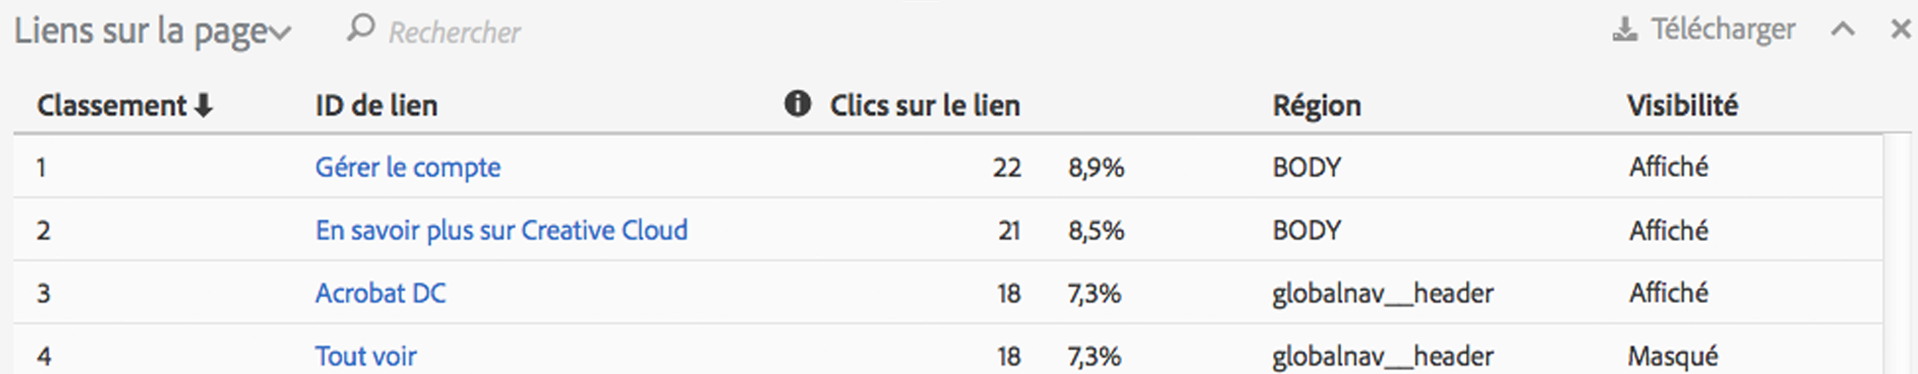 Liens sur la page Rechercher Télécharger
Classement ID de lien Clics sur le lien Région Visibilité
1 Gérer le compte 22 8,9% BODY Affiché
2 En savoir plus sur Creative Cloud 21 8,5% BODY Affiché
3 Acrobat DC 18 7,3% globalnav__header Affiché
4 Tout voir 18 7,3% globalnav__header Masqué